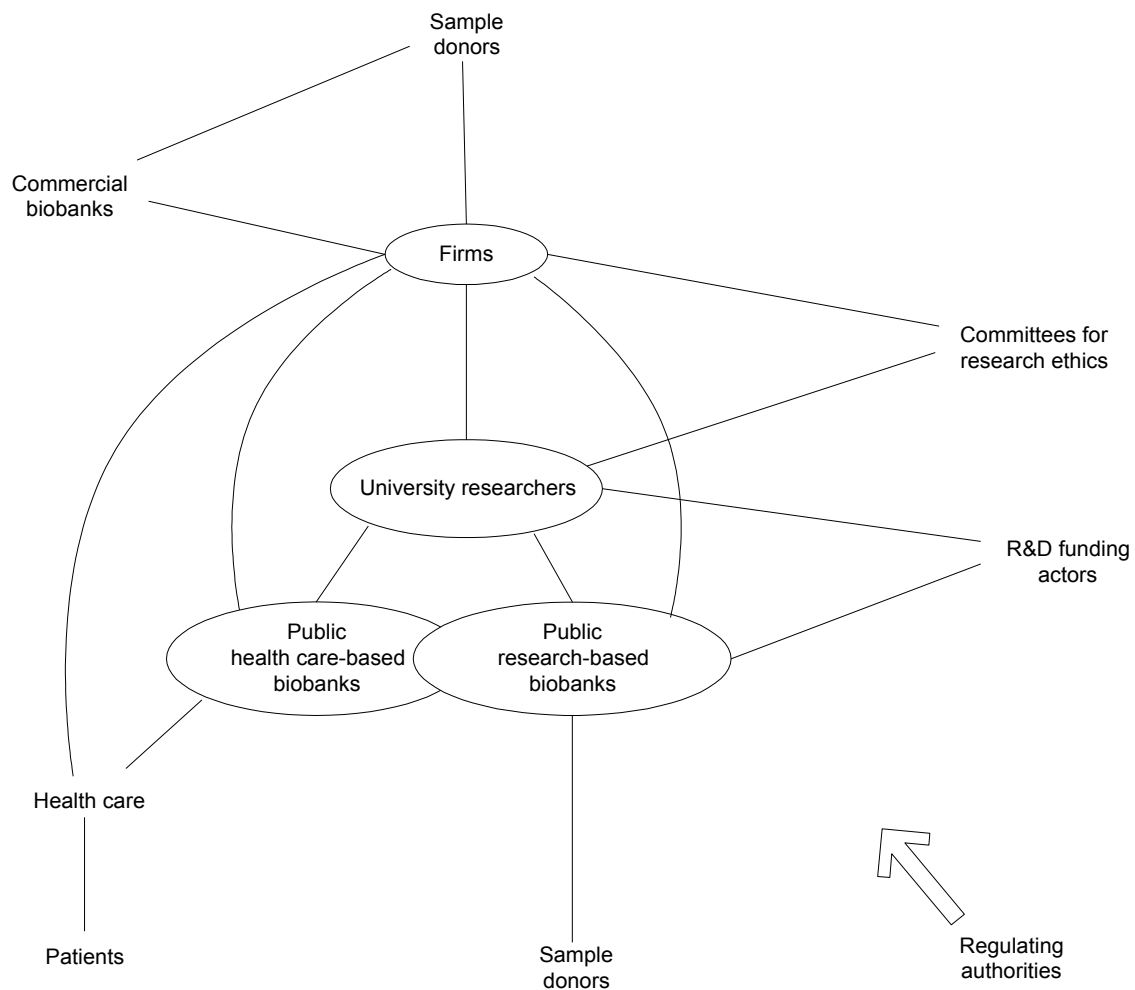 Sample
donors
Commercial
biobanks
Firms
Committees for
research ethics
University researchers
R&D funding
actors
Public
health care-based
biobanks
Public
research-based
biobanks
Health care
Patients
Sample
donors
Regulating
authorities